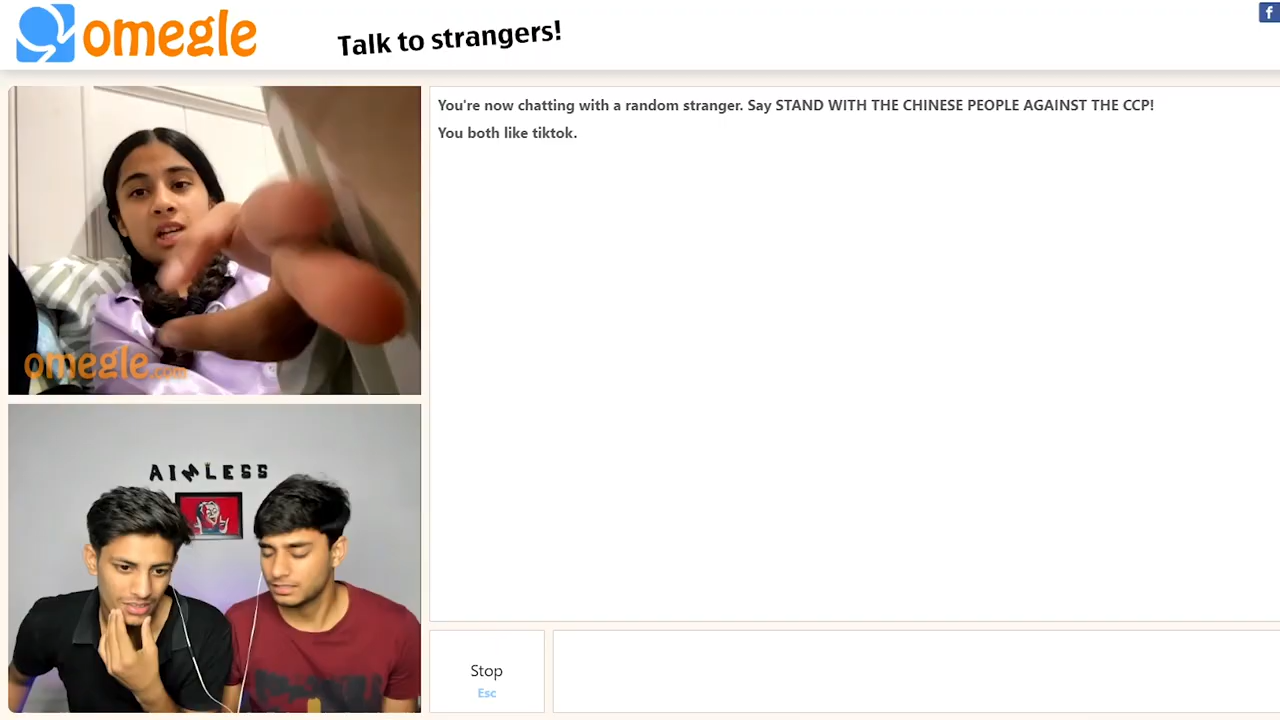 omegle
Talk to strangers!
f
You're now chatting with a random stranger. Say STAND WITH THE CHINESE PEOPLE AGAINST THE CCP!
You both like tiktok.
omegle.com
AIMLESS
Stop
Esc